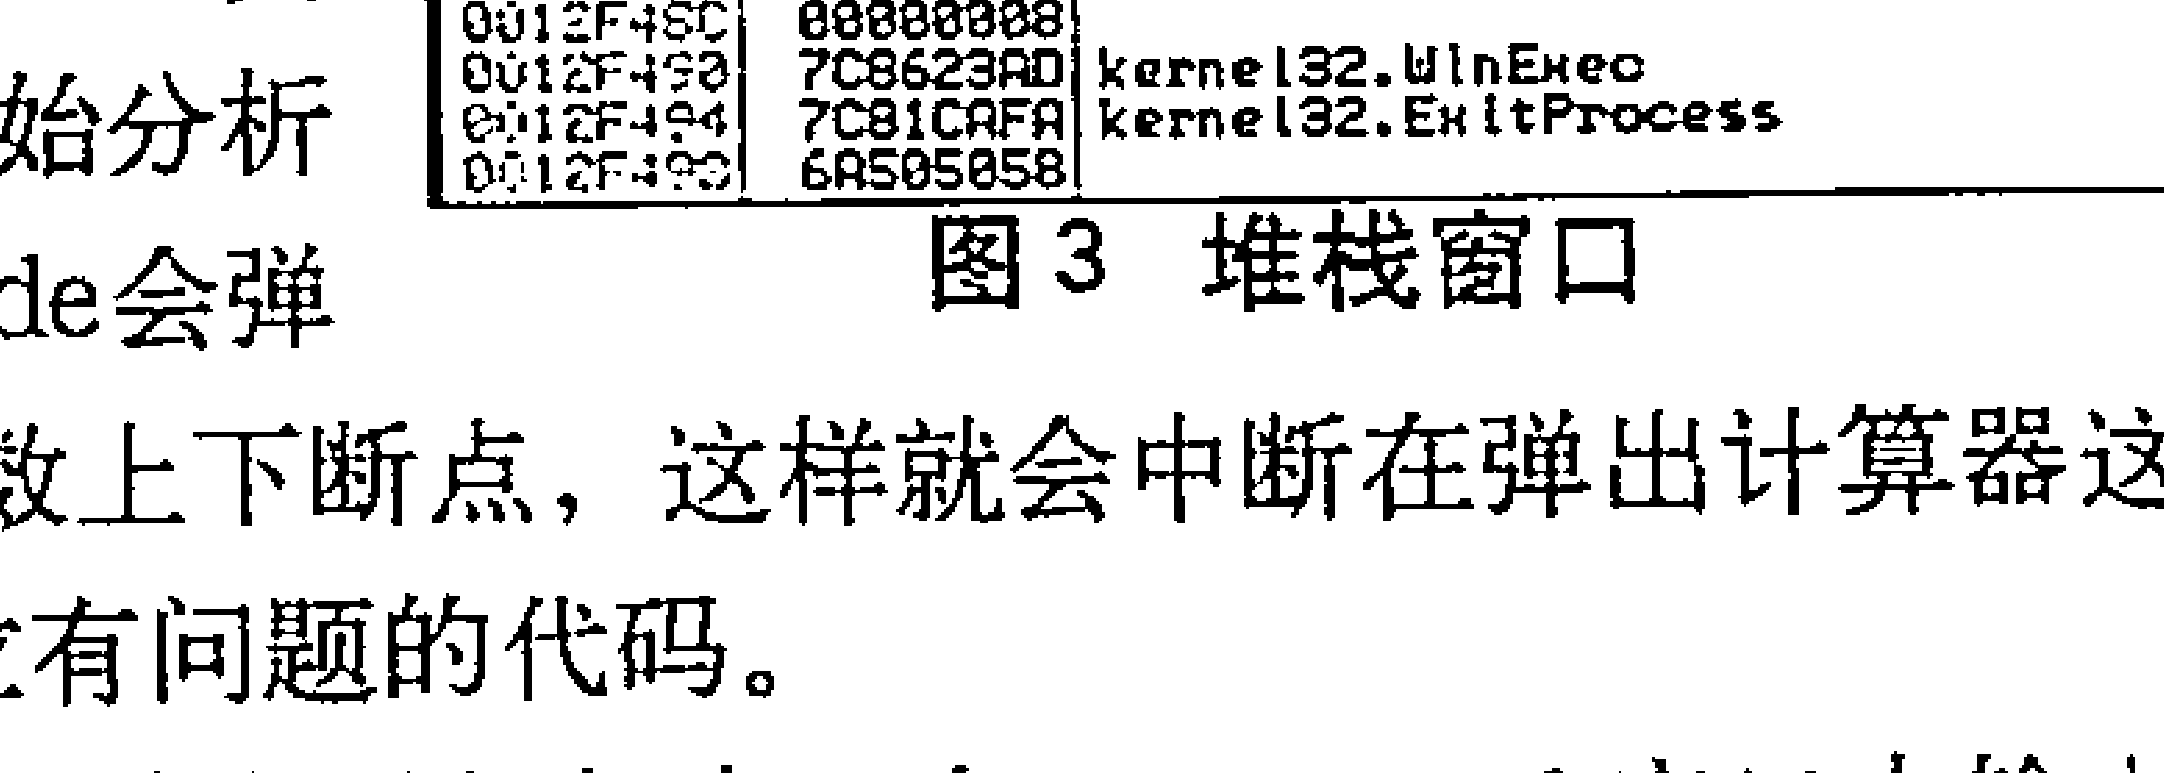 0012F48C 00000008
0012F490 7C8623AD kernel32.WinExec
0012F494 7C81CAFA kernel32.ExitProcess
0012F498 6A505058
始分析
图3 堆栈窗口
de会弹
数上下断点，这样就会中断在弹出计算器这
有问题的代码。